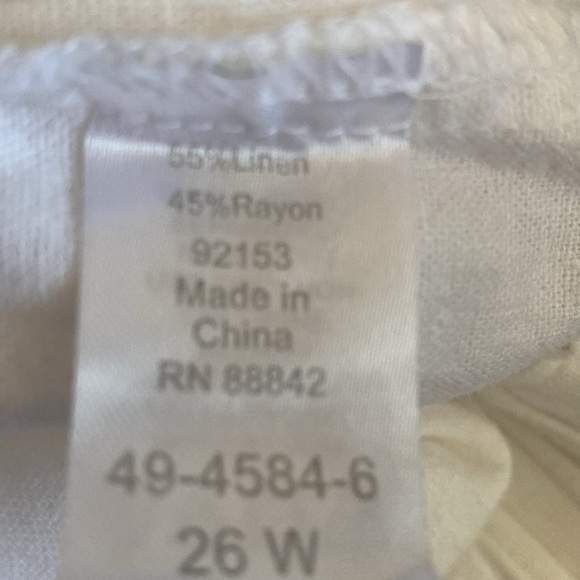 55%Linen
45%Rayon
92153
Made in
China
RN 88842
49-4584-6
26 W